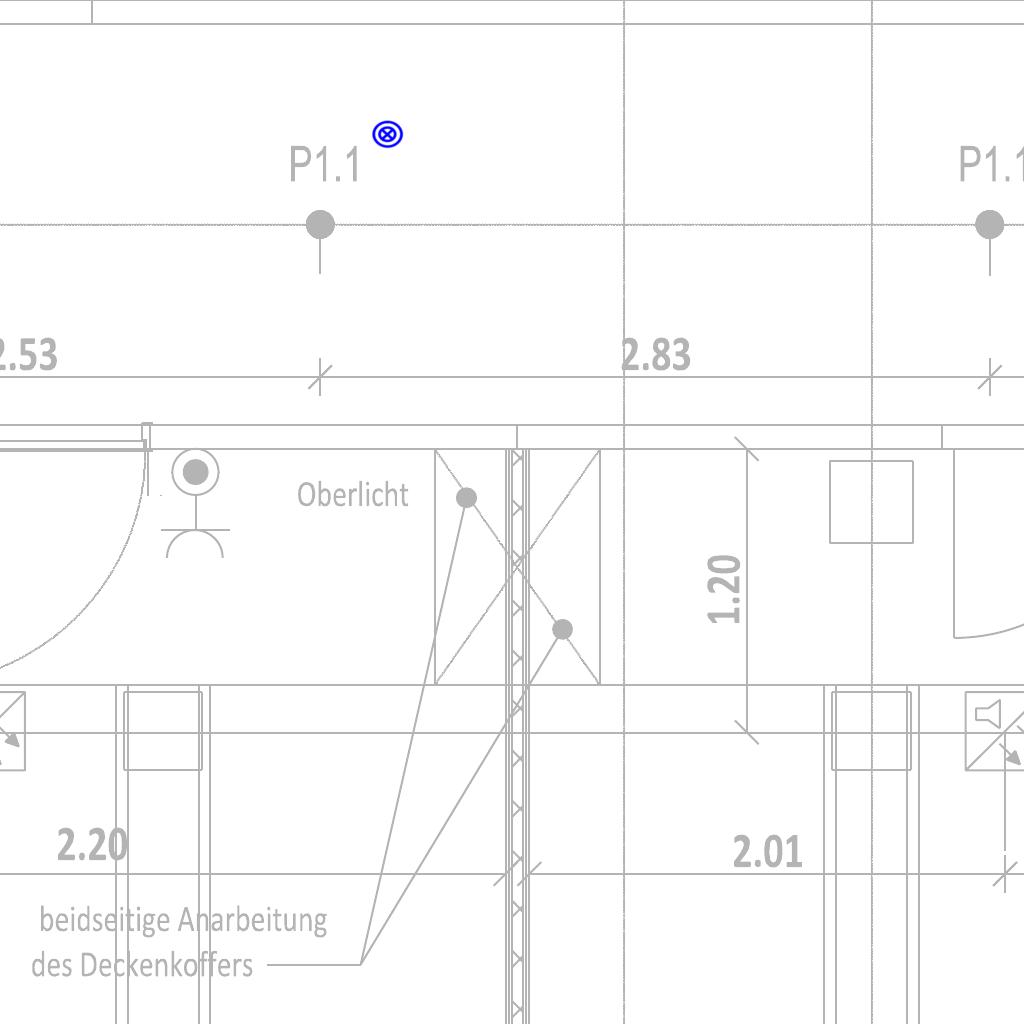 P1.1
P1.1
2.53
2.83
Oberlicht
1.20
2.20
2.01
beidseitige Anarbeitung
des Deckenkoffers